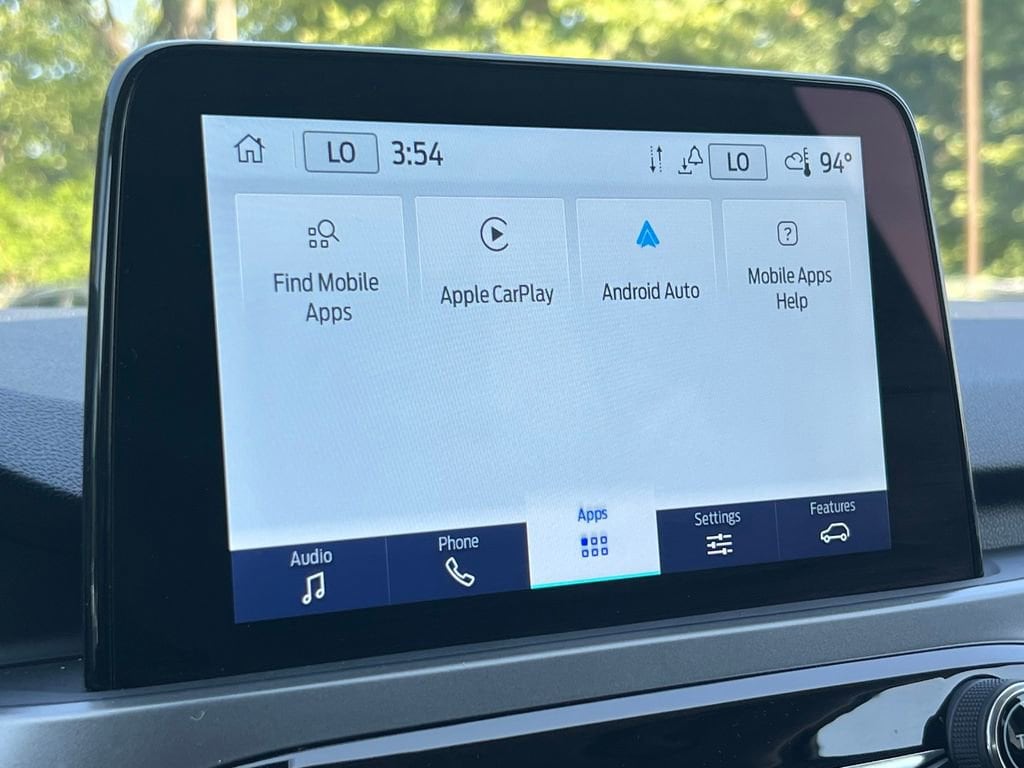 LO 3:54 LO 94°
Find Mobile
Apps
Apple CarPlay
Android Auto
Mobile Apps
Help
Audio
Phone
Apps
Settings
Features